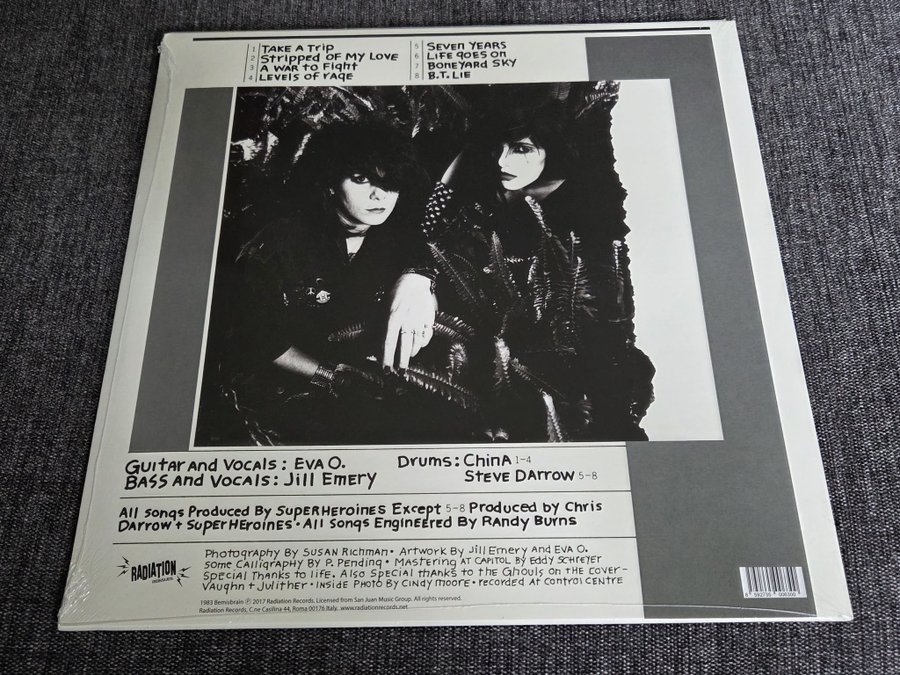 1 TAKE A TRIP
2 STRIPPED OF MY LOVE
3 A WAR TO FIGHT
4 LEVELS OF RAGE
5 SEVEN YEARS
6 LIFE GOES ON
7 BONEYARD SKY
8 B.T. LIE
GUITAR AND VOCALS : EVA O.
BASS AND VOCALS : JILL EMERY
DRUMS : CHINA 1-4
STEVE DARROW 5-8
ALL SONGS PRODUCED BY SUPERHEROINES EXCEPT 5-8 PRODUCED BY CHRIS
DARROW + SUPERHEROINES • ALL SONGS ENGINEERED BY RANDY BURNS
PHOTOGRAPHY BY SUSAN RICHMAN • ARTWORK BY JILL EMERY AND EVA O.
SOME CALLIGRAPHY BY P. PENDING • MASTERING AT CAPITOL BY EDDY SCHREYER
SPECIAL THANKS TO LIFE. ALSO SPECIAL THANKS TO THE GHOULS ON THE COVER–
VAUGHN + JULITHER • INSIDE PHOTO BY CINDY MOORE • RECORDED AT CONTROL CENTRE
RADIATION
1983 Bemisbrain ℗ 2017 Radiation Records. Licensed from San Juan Music Group. All rights reserved.
Radiation Records, C.ne Casilina 44, Roma 00176 Italy. www.radiationrecords.net
8 592735 006300